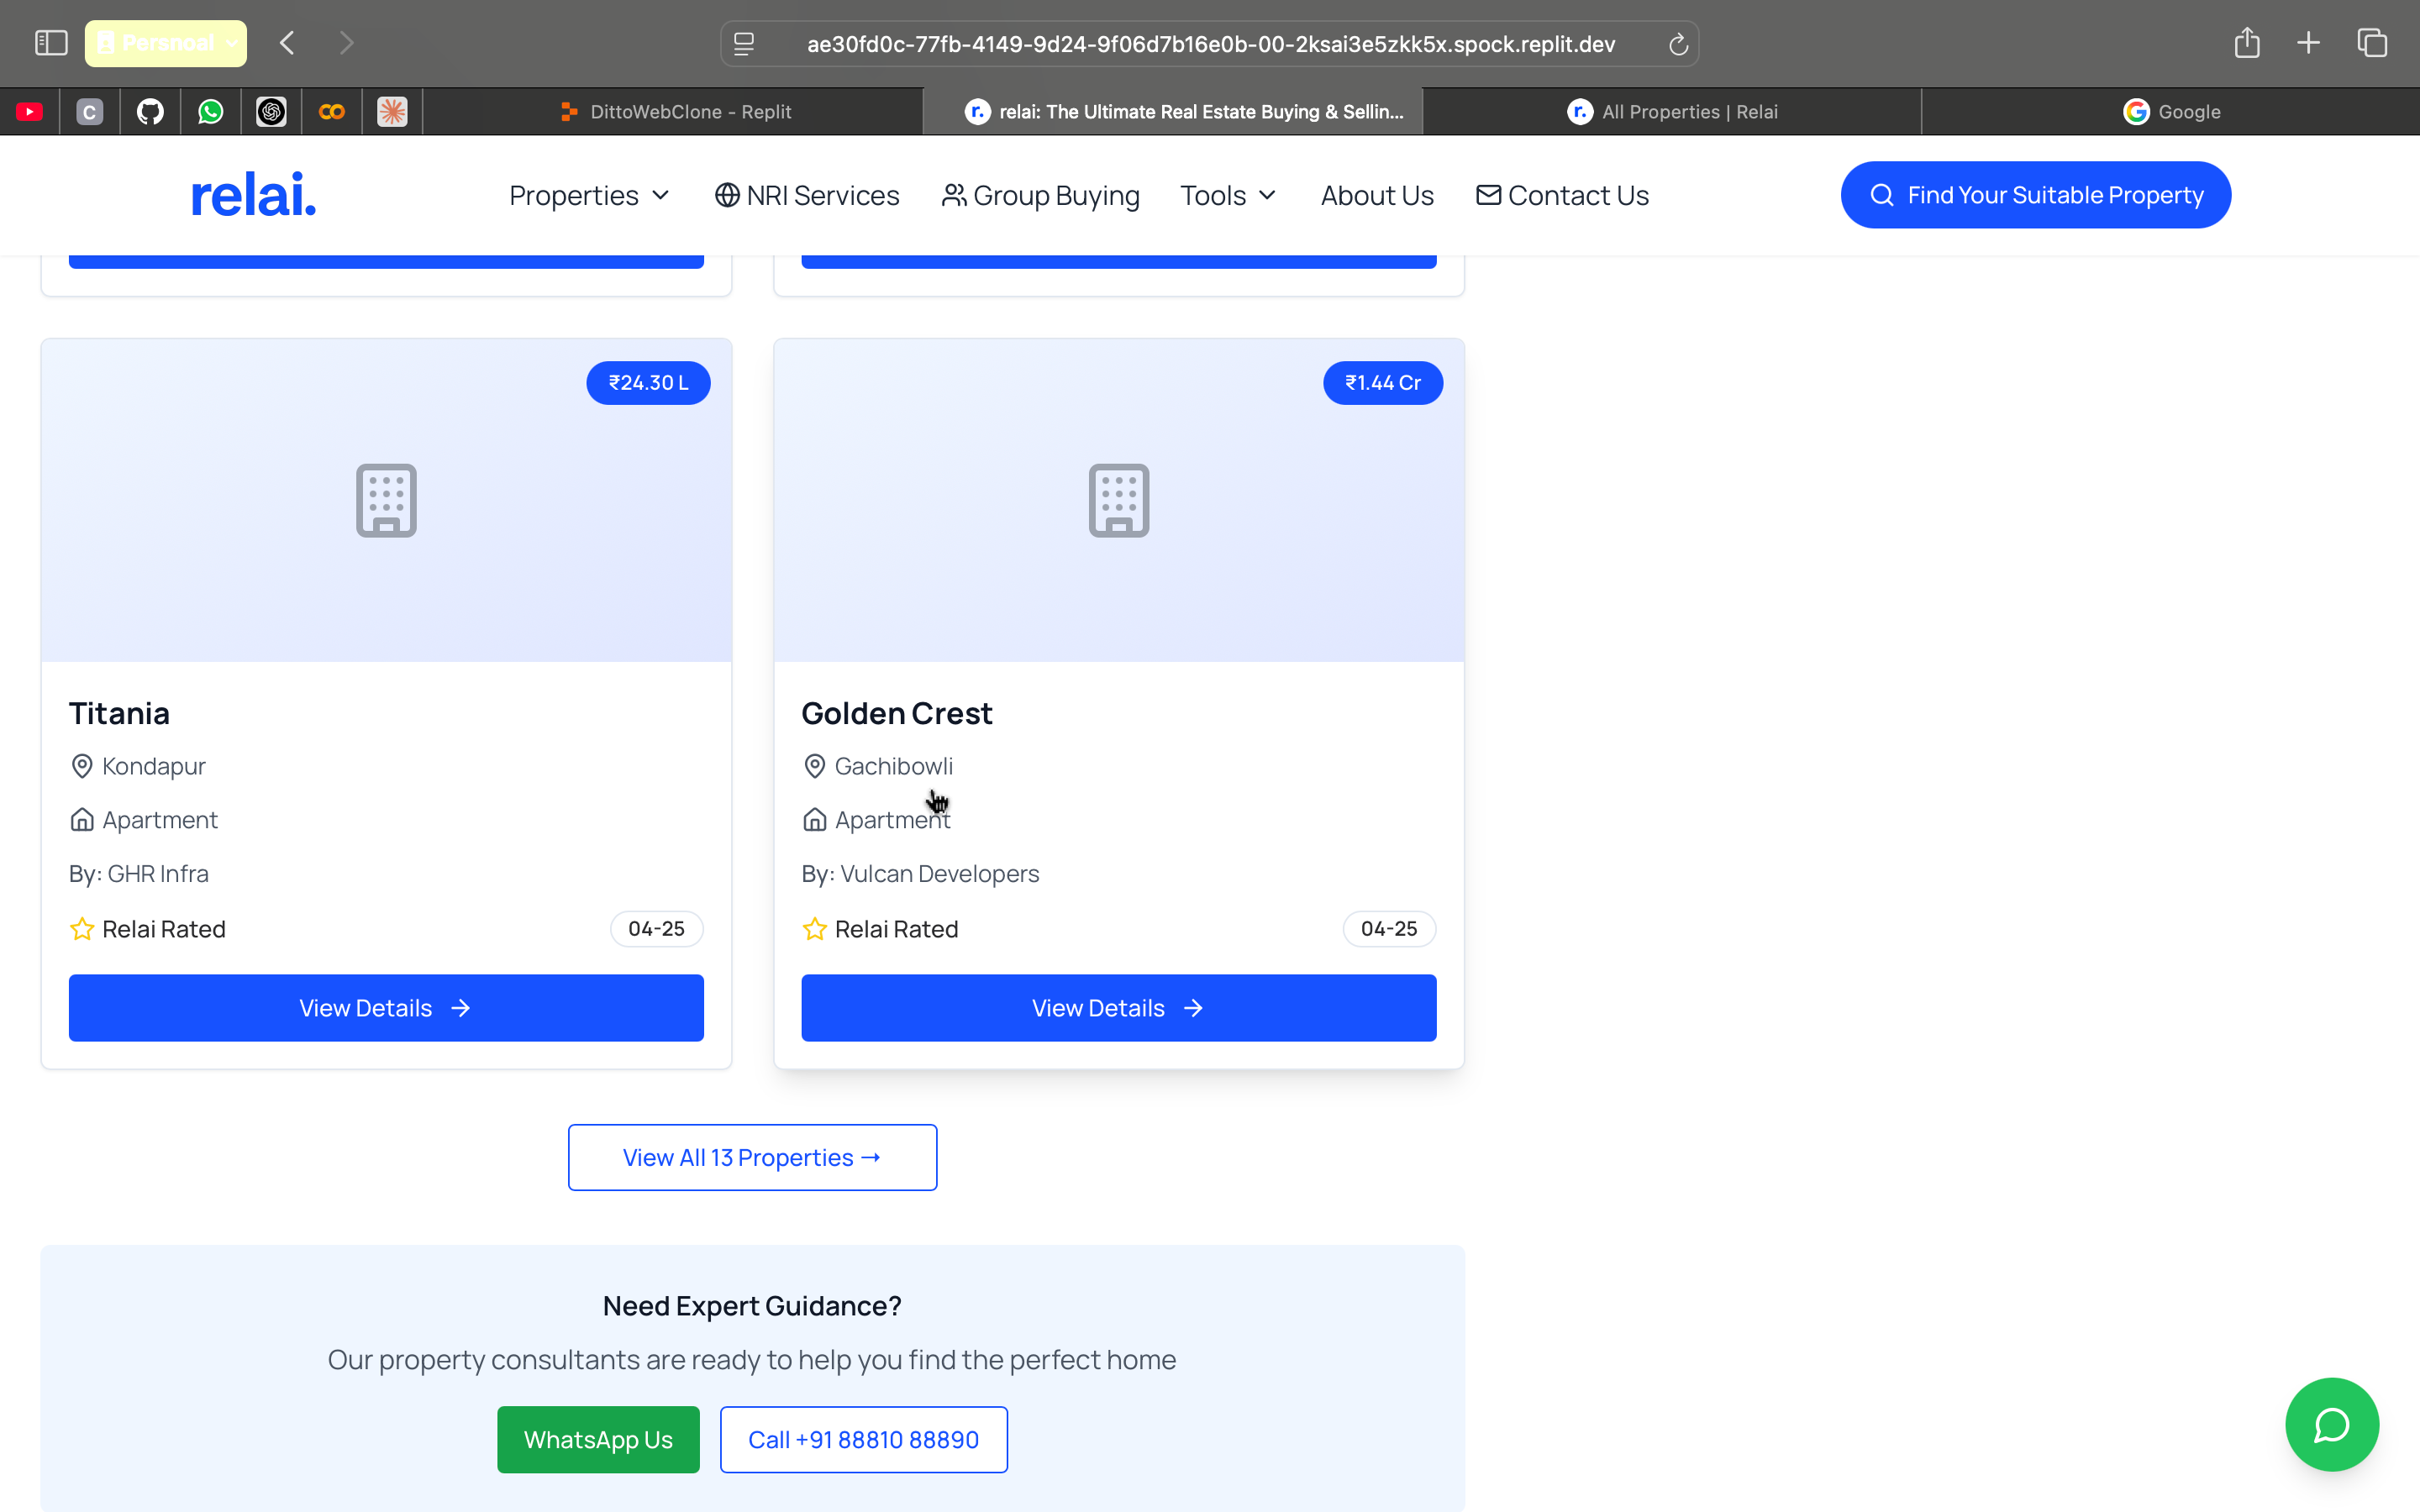 Persnoal
ae30fd0c-77fb-4149-9d24-9f06d7b16e0b-00-2ksai3e5zkk5x.spock.replit.dev
C
DittoWebClone - Replit
r. relai: The Ultimate Real Estate Buying & Sellin...
r. All Properties | Relai
G Google
relai.
Properties
NRI Services
Group Buying
Tools
About Us
Contact Us
Find Your Suitable Property
₹24.30 L
Titania
Kondapur
Apartment
By: GHR Infra
Relai Rated
04-25
View Details →
₹1.44 Cr
Golden Crest
Gachibowli
Apartment
By: Vulcan Developers
Relai Rated
04-25
View Details →
View All 13 Properties →
Need Expert Guidance?
Our property consultants are ready to help you find the perfect home
WhatsApp Us
Call +91 88810 88890